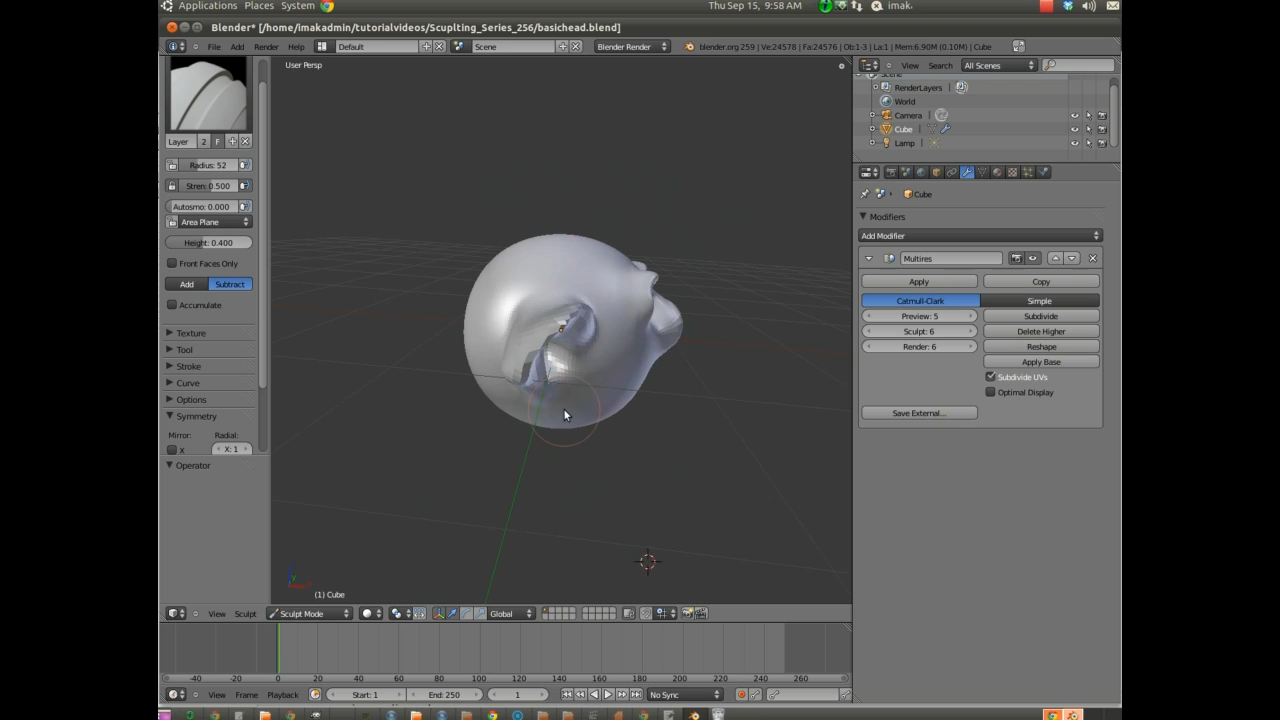 Applications Places System Thu Sep 15, 9:58 AM imak
Blender* [/home/imakadmin/tutorialvideos/Scuplting_Series_256/basichead.blend]
File Add Render Help Default Scene Blender Render blender.org 259 | Ve:24578 | Fa:24576 | Ob:1-3 | La:1 | Mem:6.90M (0.10M) | Cube
User Persp
View Search All Scenes
Scene
RenderLayers
World
Camera
Cube
Lamp
Layer 2 F
Radius: 52
Stren: 0.500
Autosmo: 0.000
Area Plane
Height: 0.400
Front Faces Only
Add Subtract
Accumulate
Texture
Tool
Stroke
Curve
Options
Symmetry
Mirror: Radial:
X X: 1
Operator
Cube
Modifiers
Add Modifier
Multires
Apply Copy
Catmull-Clark Simple
Preview: 5 Subdivide
Sculpt: 6 Delete Higher
Render: 6 Reshape
Apply Base
Subdivide UVs
Optimal Display
Save External...
(1) Cube
View Sculpt Sculpt Mode Global
-40 -20 0 20 40 60 80 100 120 140 160 180 200 220 240 260
View Frame Playback Start: 1 End: 250 1 No Sync